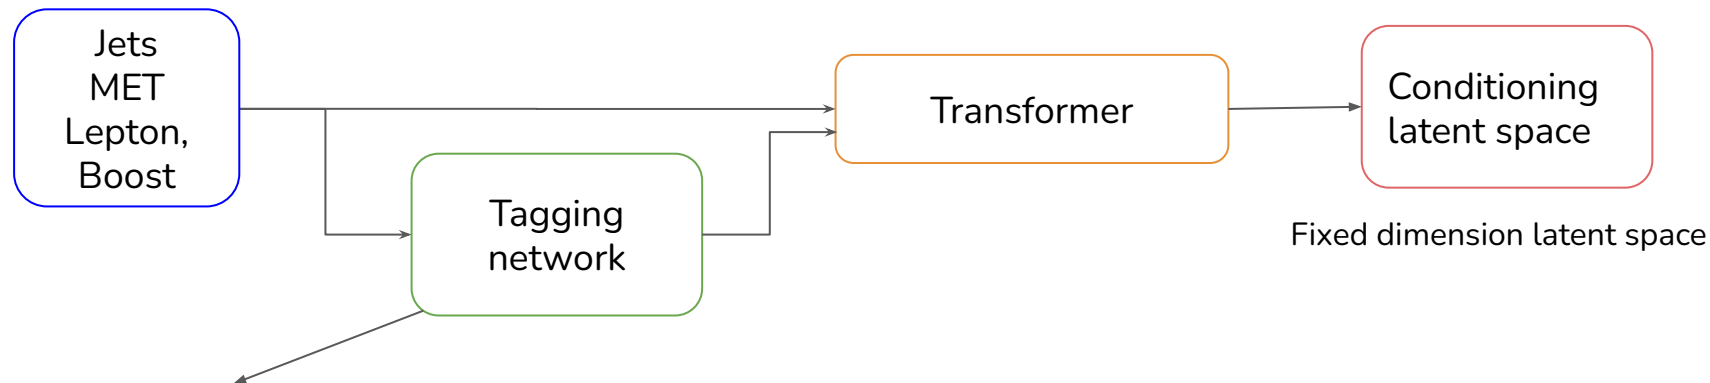 Jets
MET
Lepton,
Boost
Tagging
network
Transformer
Conditioning
latent space
Fixed dimension latent space